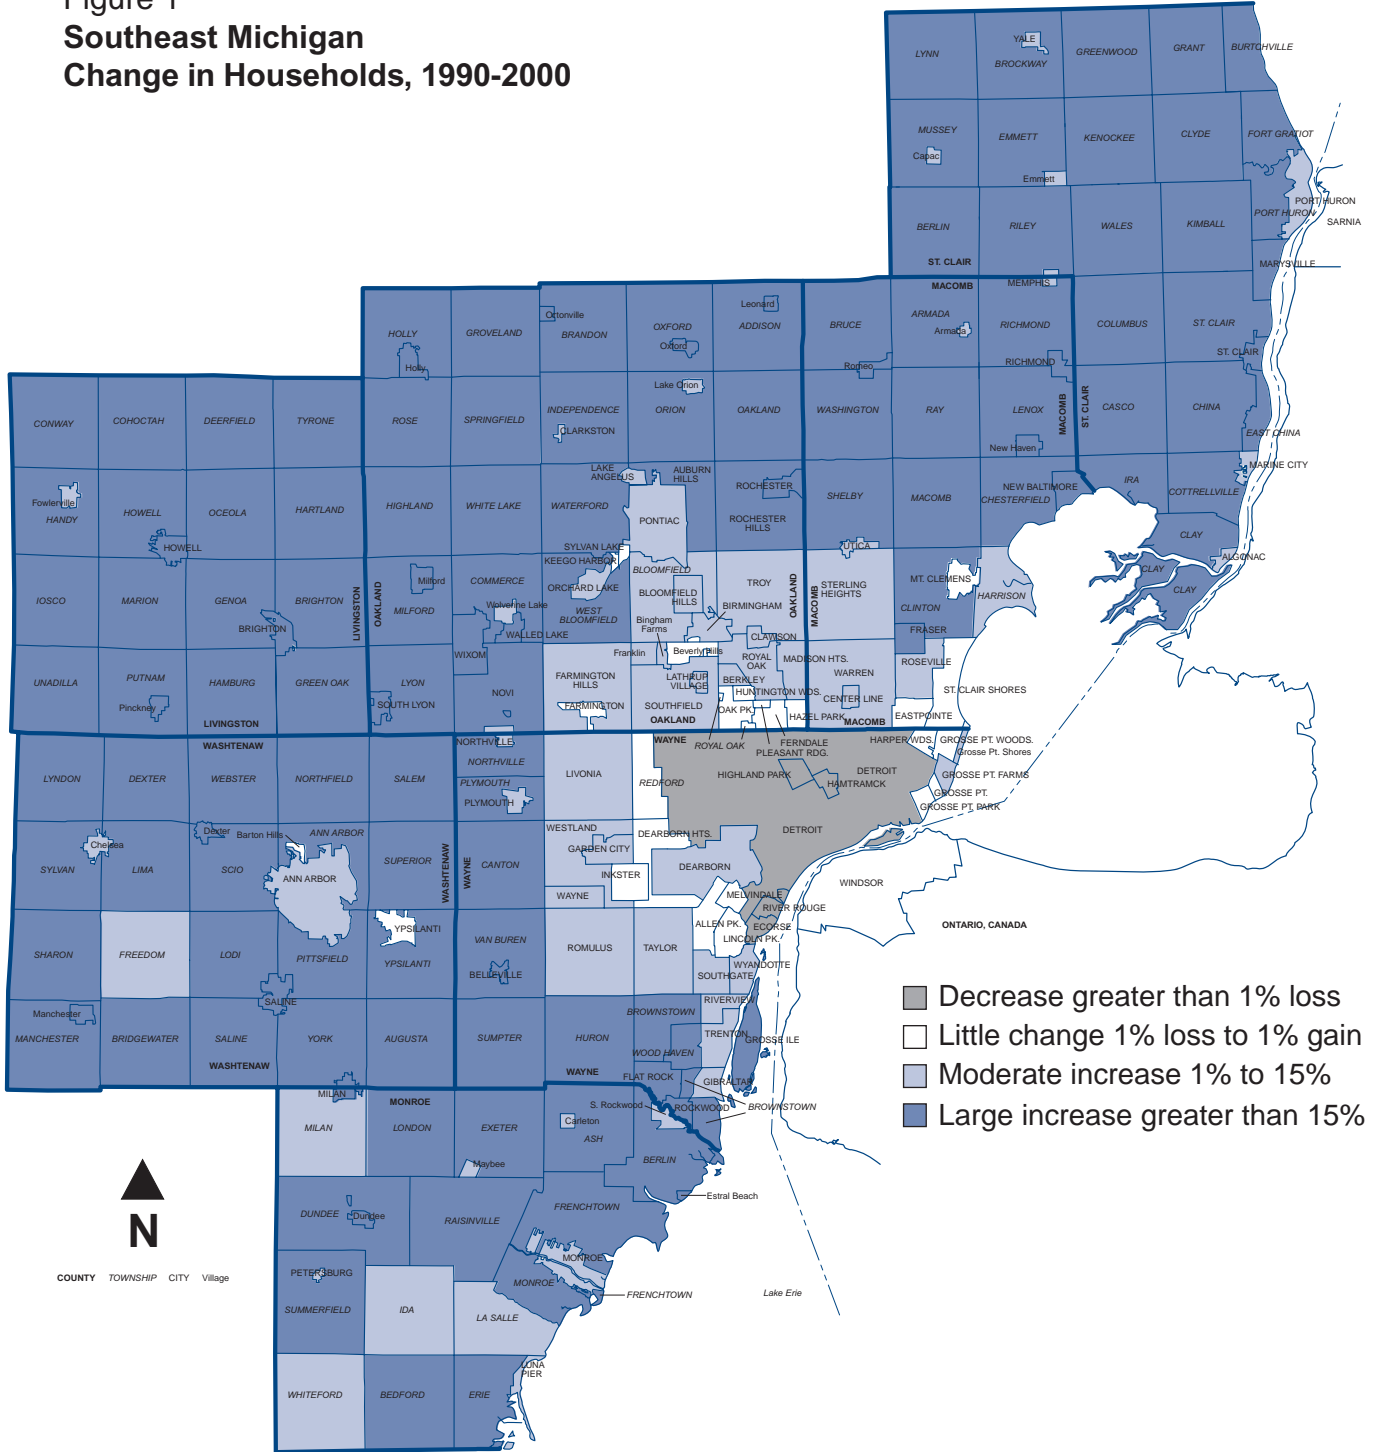 Figure 1
Southeast Michigan
Change in Households, 1990-2000
LYNN
YALE
BROCKWAY
GREENWOOD
GRANT
BURTCHVILLE
MUSSEY
Capac
EMMETT
Emmett
KENOCKEE
CLYDE
FORT GRATIOT
PORT HURON
PORT HURON
SARNIA
BERLIN
RILEY
WALES
KIMBALL
ST. CLAIR
MARYSVILLE
MACOMB
MEMPHIS
HOLLY
Holly
GROVELAND
Ortonville
BRANDON
OXFORD
Oxford
Leonard
ADDISON
BRUCE
Romeo
ARMADA
Armada
RICHMOND
RICHMOND
COLUMBUS
ST. CLAIR
ST. CLAIR
CONWAY
COHOCTAH
DEERFIELD
TYRONE
ROSE
SPRINGFIELD
INDEPENDENCE
CLARKSTON
Lake Orion
ORION
OAKLAND
WASHINGTON
RAY
LENOX
New Haven
MACOMB
ST. CLAIR
CASCO
CHINA
EAST CHINA
MARINE CITY
Fowlerville
HANDY
HOWELL
HOWELL
OCEOLA
HARTLAND
HIGHLAND
WHITE LAKE
WATERFORD
LAKE
ANGELUS
AUBURN
HILLS
PONTIAC
ROCHESTER
ROCHESTER
HILLS
SHELBY
UTICA
MACOMB
NEW BALTIMORE
CHESTERFIELD
IRA
COTTRELLVILLE
CLAY
CLAY
CLAY
ALGONAC
IOSCO
MARION
GENOA
BRIGHTON
BRIGHTON
LIVINGSTON
OAKLAND
Milford
MILFORD
COMMERCE
Wolverine Lake
WALLED LAKE
SYLVAN LAKE
KEEGO HARBOR
ORCHARD LAKE
WEST
BLOOMFIELD
BLOOMFIELD
BLOOMFIELD
HILLS
Bingham
Farms
TROY
BIRMINGHAM
CLAWSON
OAKLAND
MACOMB
STERLING
HEIGHTS
MT. CLEMENS
CLINTON
HARRISON
FRASER
ROSEVILLE
UNADILLA
PUTNAM
Pinckney
HAMBURG
GREEN OAK
LIVINGSTON
LYON
SOUTH LYON
WIXOM
NOVI
FARMINGTON
HILLS
FARMINGTON
Franklin
Beverly Hills
LATHRUP
VILLAGE
SOUTHFIELD
OAKLAND
ROYAL
OAK
BERKLEY
HUNTINGTON WDS.
OAK PK.
MADISON HTS.
HAZEL PARK
WARREN
CENTER LINE
MACOMB
EASTPOINTE
ST. CLAIR SHORES
WASHTENAW
NORTHVILLE
NORTHVILLE
WAYNE
ROYAL OAK
FERNDALE
PLEASANT RDG.
HARPER WDS.
GROSSE PT. WOODS.
Grosse Pt. Shores
GROSSE PT. FARMS
GROSSE PT.
GROSSE PT. PARK
LYNDON
DEXTER
WEBSTER
NORTHFIELD
SALEM
PLYMOUTH
PLYMOUTH
LIVONIA
REDFORD
HIGHLAND PARK
DETROIT
HAMTRAMCK
DETROIT
Chelsea
SYLVAN
LIMA
Dexter
SCIO
Barton Hills
ANN ARBOR
ANN ARBOR
SUPERIOR
WASHTENAW
WAYNE
CANTON
WESTLAND
GARDEN CITY
DEARBORN HTS.
INKSTER
WAYNE
DEARBORN
MELVINDALE
RIVER ROUGE
ECORSE
ALLEN PK.
LINCOLN PK.
WINDSOR
ONTARIO, CANADA
SHARON
FREEDOM
LODI
PITTSFIELD
YPSILANTI
YPSILANTI
VAN BUREN
BELLEVILLE
ROMULUS
TAYLOR
WYANDOTTE
SOUTHGATE
RIVERVIEW
Manchester
MANCHESTER
BRIDGEWATER
SALINE
SALINE
YORK
AUGUSTA
WASHTENAW
SUMPTER
HURON
BROWNSTOWN
WOOD HAVEN
TRENTON
GROSSE ILE
WAYNE
FLAT ROCK
GIBRALTAR
ROCKWOOD
BROWNSTOWN
Decrease greater than 1% loss
Little change 1% loss to 1% gain
Moderate increase 1% to 15%
Large increase greater than 15%
MILAN
MILAN
MONROE
LONDON
EXETER
Maybee
Carleton
ASH
S. Rockwood
BERLIN
Estral Beach
DUNDEE
Dundee
RAISINVILLE
FRENCHTOWN
MONROE
MONROE
FRENCHTOWN
Lake Erie
PETERSBURG
SUMMERFIELD
IDA
LA SALLE
LUNA
PIER
WHITEFORD
BEDFORD
ERIE
N
COUNTY TOWNSHIP CITY Village